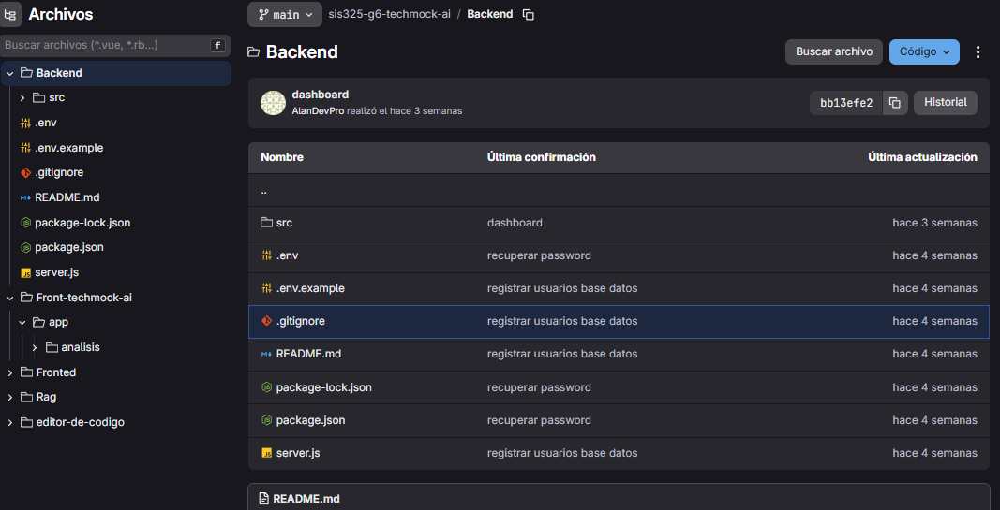 Archivos
Buscar archivos (*.vue, *.rb...) f
Backend
src
.env
.env.example
.gitignore
README.md
package-lock.json
package.json
server.js
Front-techmock-ai
app
analisis
Fronted
Rag
editor-de-codigo
main sis325-g6-techmock-ai / Backend
Backend Buscar archivo Código
dashboard
AlanDevPro realizó el hace 3 semanas
bb13efe2 Historial
Nombre Última confirmación Última actualización
..
src dashboard hace 3 semanas
.env recuperar password hace 4 semanas
.env.example registrar usuarios base datos hace 4 semanas
.gitignore registrar usuarios base datos hace 4 semanas
README.md registrar usuarios base datos hace 4 semanas
package-lock.json recuperar password hace 4 semanas
package.json recuperar password hace 4 semanas
server.js registrar usuarios base datos hace 4 semanas
README.md